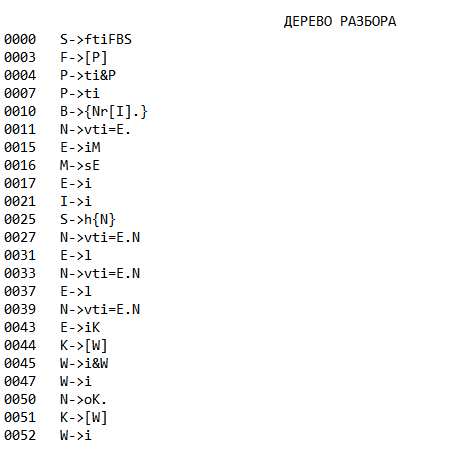 ДЕРЕВО РАЗБОРА
0000 S->ftiFBS
0003 F->[P]
0004 P->ti&P
0007 P->ti
0010 B->{Nr[I].}
0011 N->vti=E.
0015 E->iM
0016 M->sE
0017 E->i
0021 I->i
0025 S->h{N}
0027 N->vti=E.N
0031 E->l
0033 N->vti=E.N
0037 E->l
0039 N->vti=E.N
0043 E->iK
0044 K->[W]
0045 W->i&W
0047 W->i
0050 N->oK.
0051 K->[W]
0052 W->i